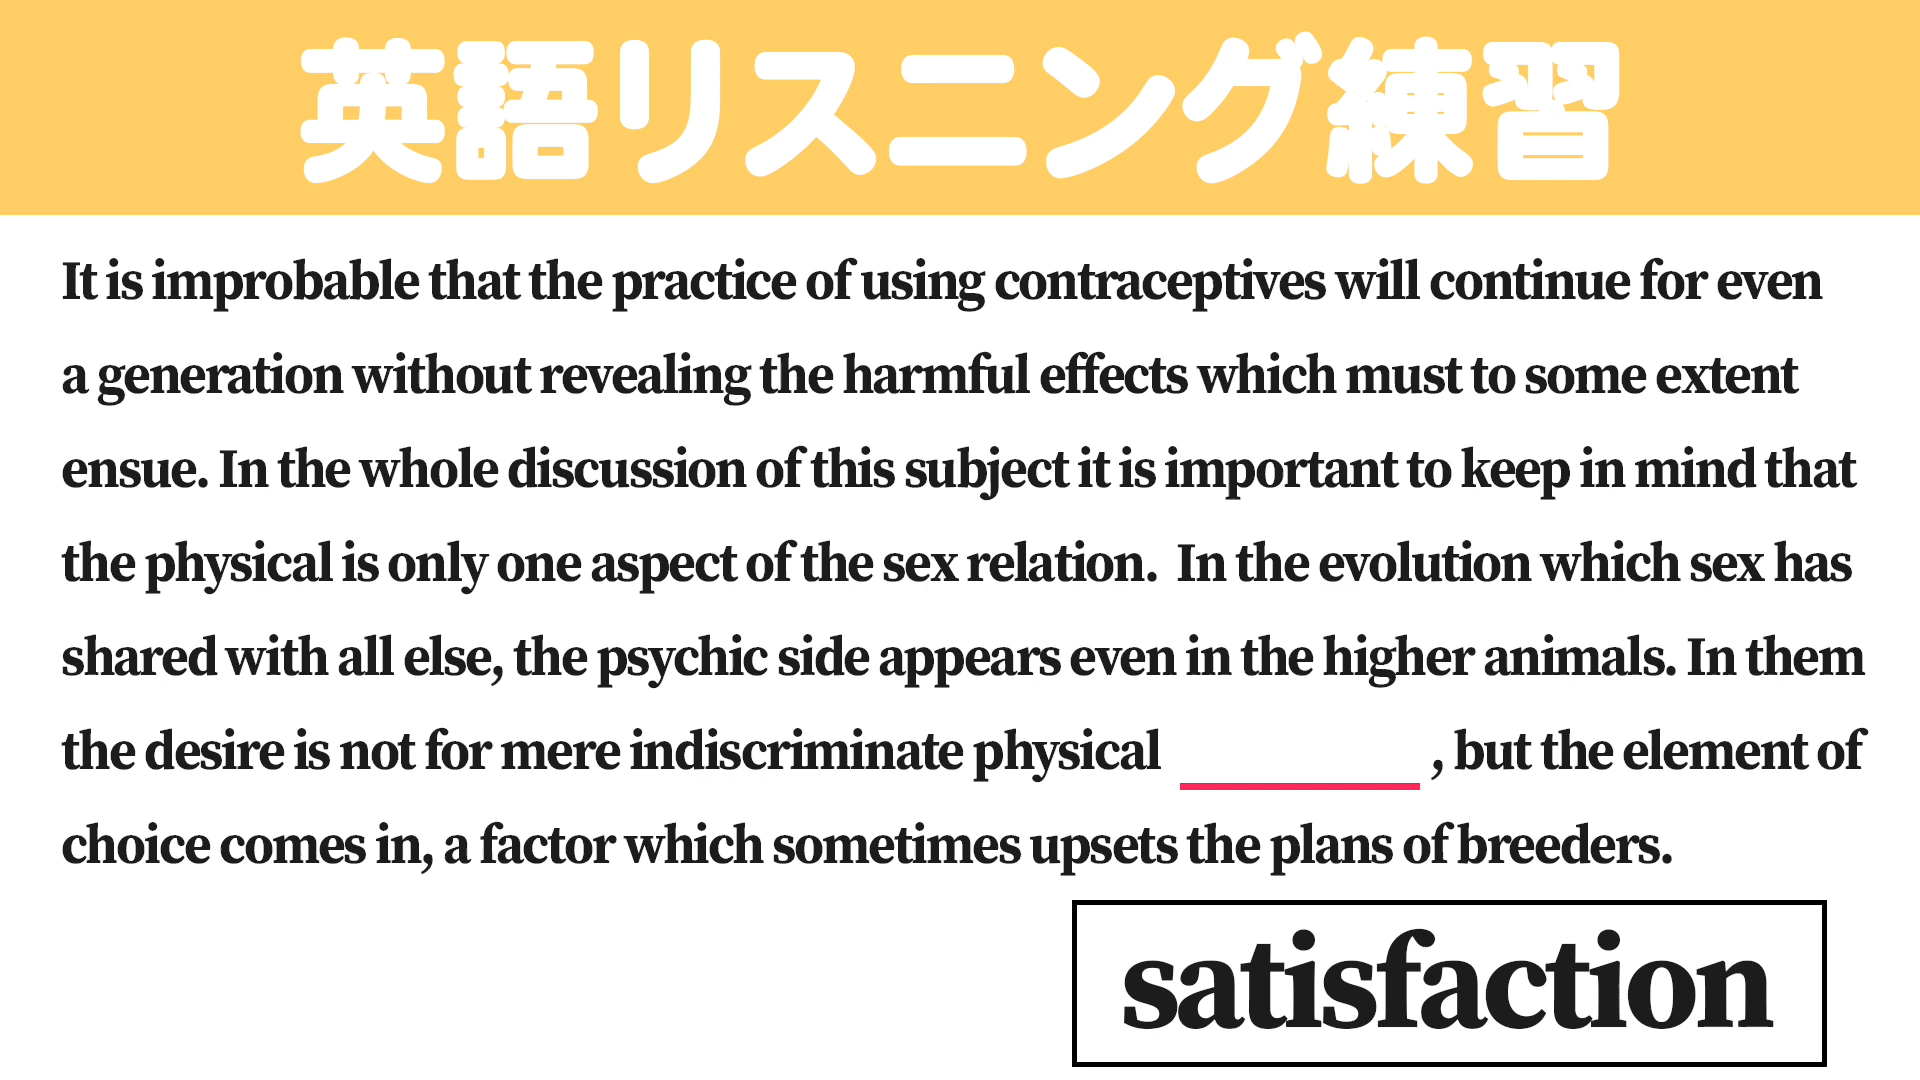 英語リスニング練習
It is improbable that the practice of using contraceptives will continue for even
a generation without revealing the harmful effects which must to some extent
ensue. In the whole discussion of this subject it is important to keep in mind that
the physical is only one aspect of the sex relation.  In the evolution which sex has
shared with all else, the psychic side appears even in the higher animals. In them
the desire is not for mere indiscriminate physical ________ , but the element of
choice comes in, a factor which sometimes upsets the plans of breeders.
satisfaction